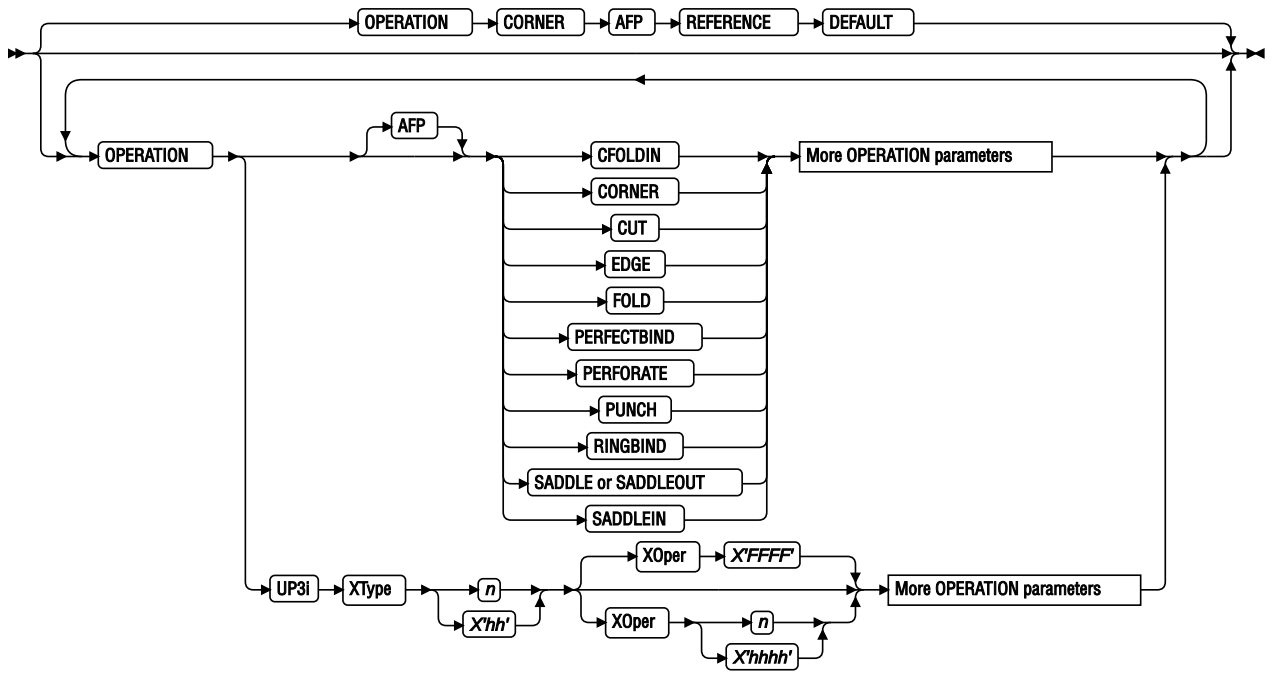 OPERATION CORNER AFP REFERENCE DEFAULT
AFP
OPERATION CFOLDIN More OPERATION parameters
CORNER
CUT
EDGE
FOLD
PERFECTBIND
PERFORATE
PUNCH
RINGBIND
SADDLE or SADDLEOUT
SADDLEIN
XOper X'FFFF'
UP3i XType n More OPERATION parameters
X'hh' XOper n
X'hhhh'